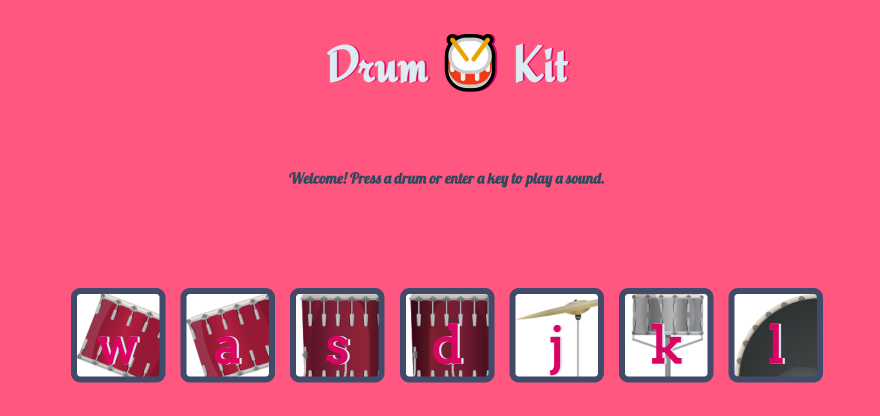 Drum Kit
Welcome! Press a drum or enter a key to play a sound.
w a s d j k l